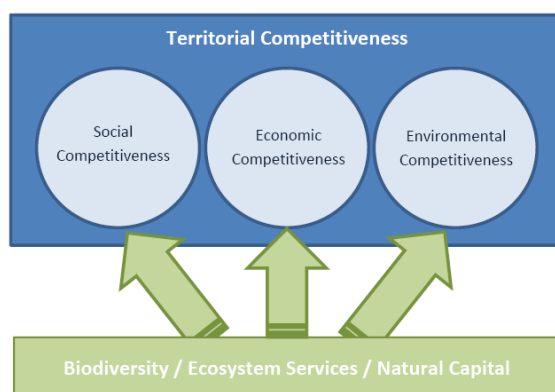 Territorial Competitiveness
Social
Competitiveness
Economic
Competitiveness
Environmental
Competitiveness
Biodiversity / Ecosystem Services / Natural Capital